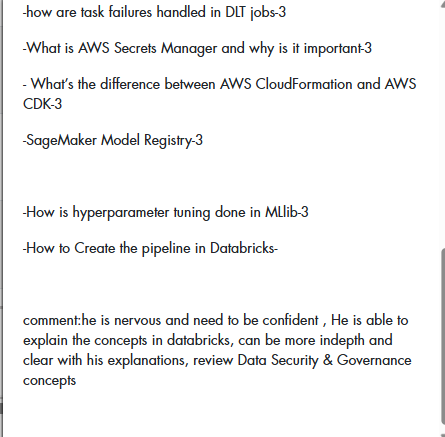 -how are task failures handled in DLT jobs-3
-What is AWS Secrets Manager and why is it important-3
- What's the difference between AWS CloudFormation and AWS
CDK-3
-SageMaker Model Registry-3
-How is hyperparameter tuning done in MLlib-3
-How to Create the pipeline in Databricks-
comment:he is nervous and need to be confident , He is able to
explain the concepts in databricks, can be more indepth and
clear with his explanations, review Data Security & Governance
concepts